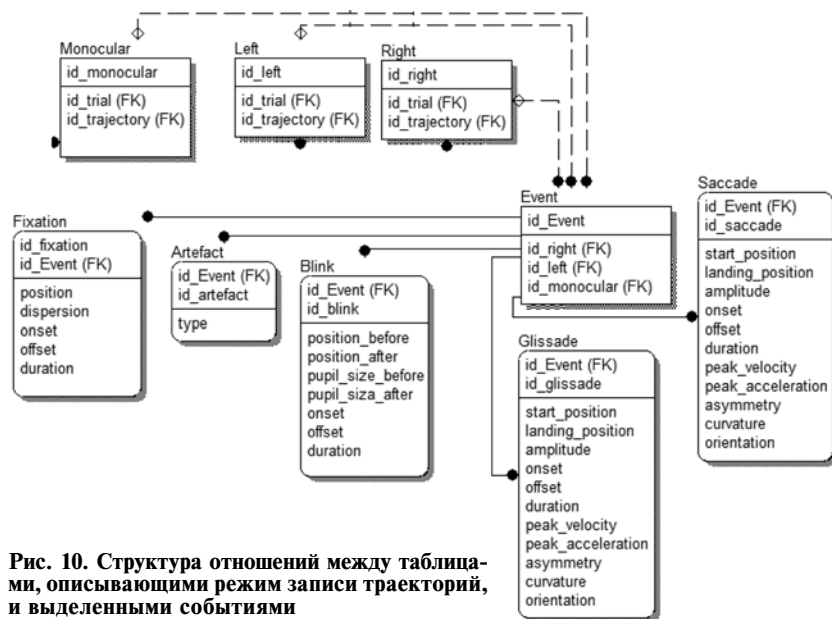 Monocular
id_monocular
id_trial (FK)
id_trajectory (FK)
Left
id_left
id_trial (FK)
id_trajectory (FK)
Right
id_right
id_trial (FK)
id_trajectory (FK)
Fixation
id_fixation
id_Event (FK)
position
dispersion
onset
offset
duration
Artefact
id_Event (FK)
id_artefact
type
Blink
id_Event (FK)
id_blink
position_before
position_after
pupil_size_before
pupil_siza_after
onset
offset
duration
Event
id_Event
id_right (FK)
id_left (FK)
id_monocular (FK)
Glissade
id_Event (FK)
id_glissade
start_position
landing_position
amplitude
onset
offset
duration
peak_velocity
peak_acceleration
asymmetry
curvature
orientation
Saccade
id_Event (FK)
id_saccade
start_position
landing_position
amplitude
onset
offset
duration
peak_velocity
peak_acceleration
asymmetry
curvature
orientation
Рис. 10. Структура отношений между таблица-
ми, описывающими режим записи траекторий,
и выделенными событиями